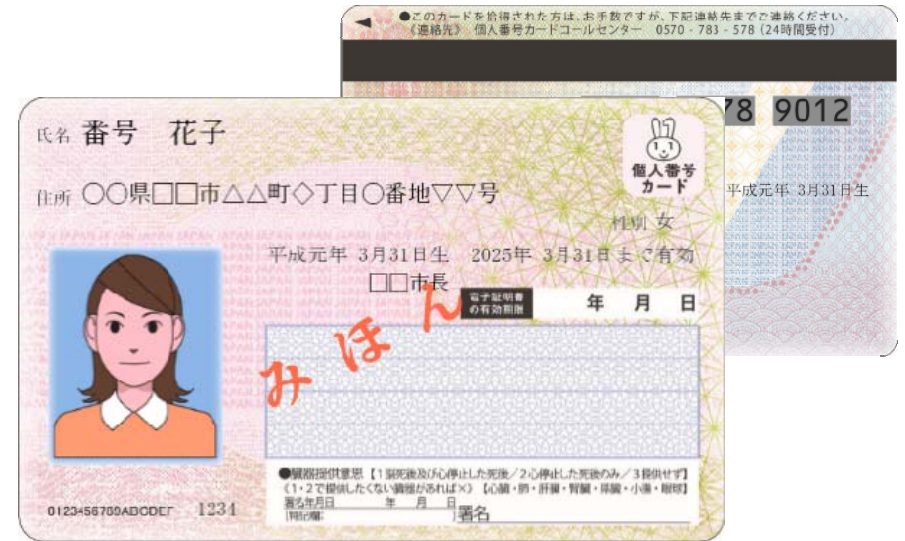 ●このカードを拾得された方は、お手数ですが、下記連絡先までご連絡ください。
《連絡先》 個人番号カードコールセンター 0570-783-578 (24時間受付)
78 9012
平成元年 3月31日生
氏名 番号 花子
個人番号
カード
住所 〇〇県□□市△△町◇丁目〇番地▽▽号
性別 女
平成元年 3月31日生 2025年 3月31日まで有効
□□市長
電子証明書
の有効期限
年 月 日
みほん
●臓器提供意思【1 脳死後及び心停止した死後/2 心停止した死後のみ/3 提供せず】
《1・2で提供したくない臓器があれば×》【心臓・肺・肝臓・腎臓・膵臓・小腸・眼球】
署名年月日 年 月 日
[特記欄: ] 署名
0123456789ABCDEF 1234